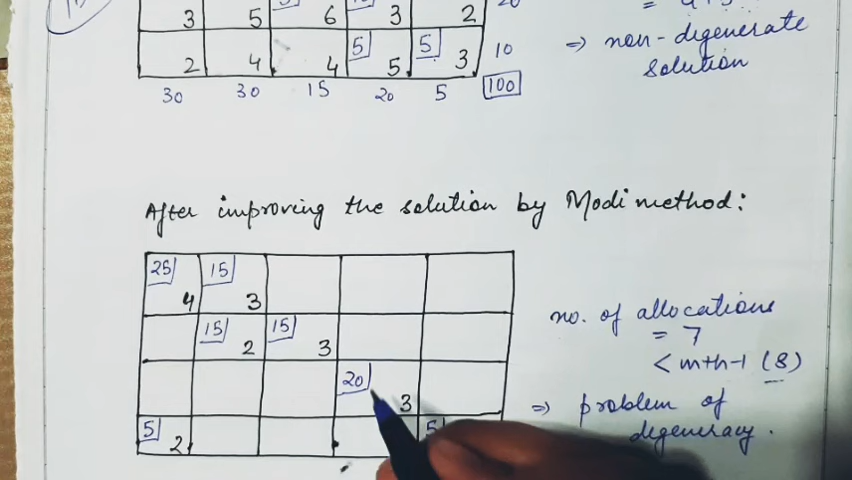 20
3 5 6 3 2
5 5 10
2 4 4 5 3
30 30 15 20 5 100
⇒ non-degenerate
solution
After improving the solution by Modi method:
25 15
4 3
15 15
2 3
20
3
5 5
2
no. of allocations
= 7
< m+n-1 (8)
⇒ problem of
degeneracy.